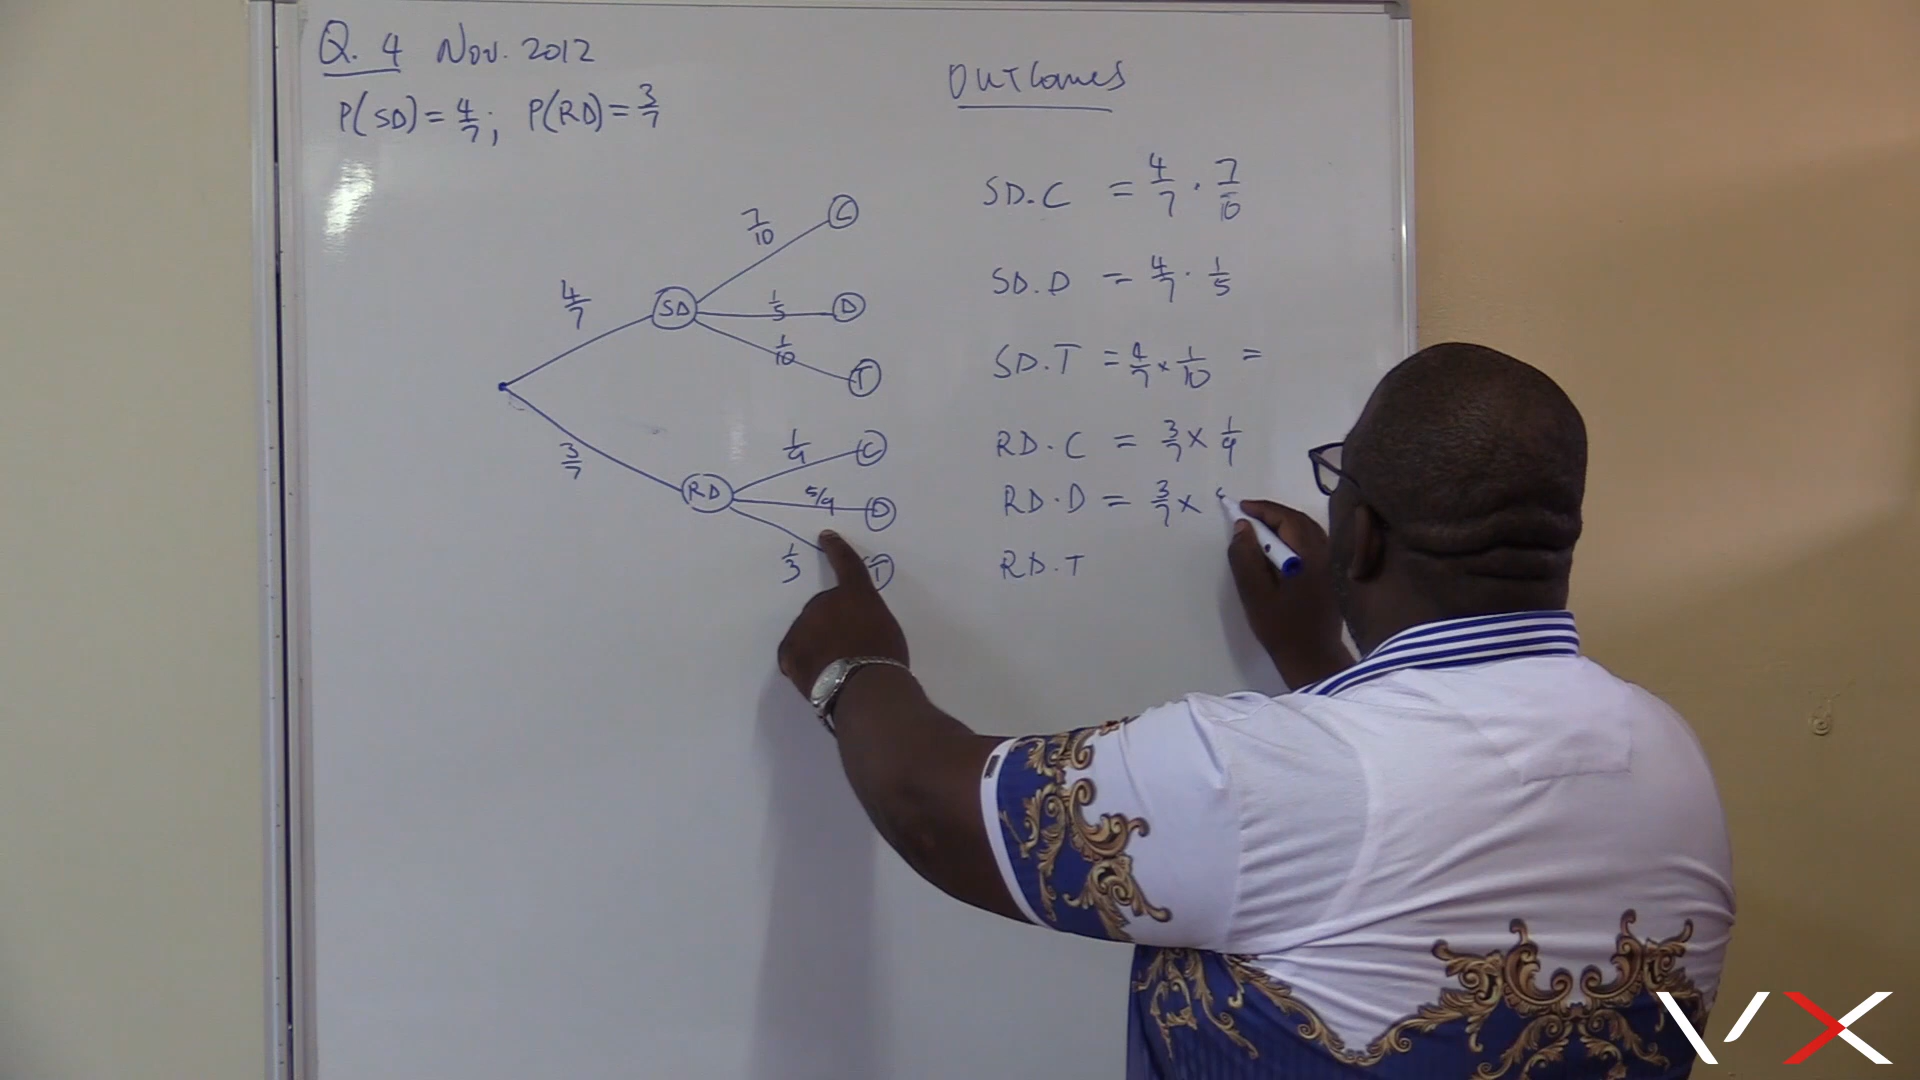 Q. 4 Nov. 2012
P(SD) = 4/7; P(RD) = 3/7
OUTCOMES
7/10 C
4/7 SD 1/5 D
1/10 T
3/7 RD 1/9 C
5/9 D
1/3 T
SD.C = 4/7 · 7/10
SD.D = 4/7 · 1/5
SD.T = 4/7 × 1/10 =
RD.C = 3/7 × 1/9
RD.D = 3/7 ×
RD.T
VX